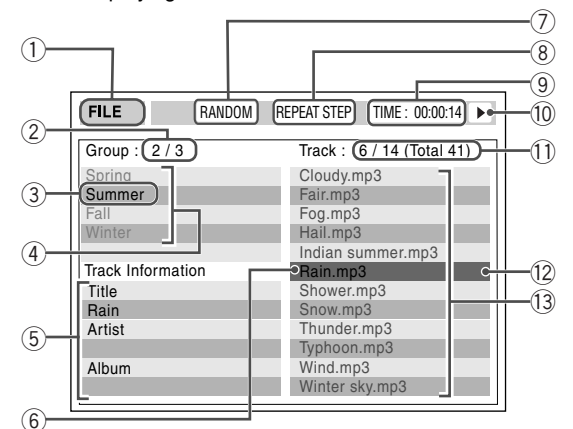 ⑦
①
⑧
⑨
FILE RANDOM REPEAT STEP TIME : 00:00:14
⑩
②
Group : 2 / 3 Track : 6 / 14 (Total 41)
⑪
Spring Cloudy.mp3
③
Summer Fair.mp3
Fall Fog.mp3
Winter Hail.mp3
④
Indian summer.mp3
Track Information Rain.mp3
⑫
Title Shower.mp3
⑬
Rain Snow.mp3
⑤
Artist Thunder.mp3
Typhoon.mp3
Album Wind.mp3
Winter sky.mp3
⑥